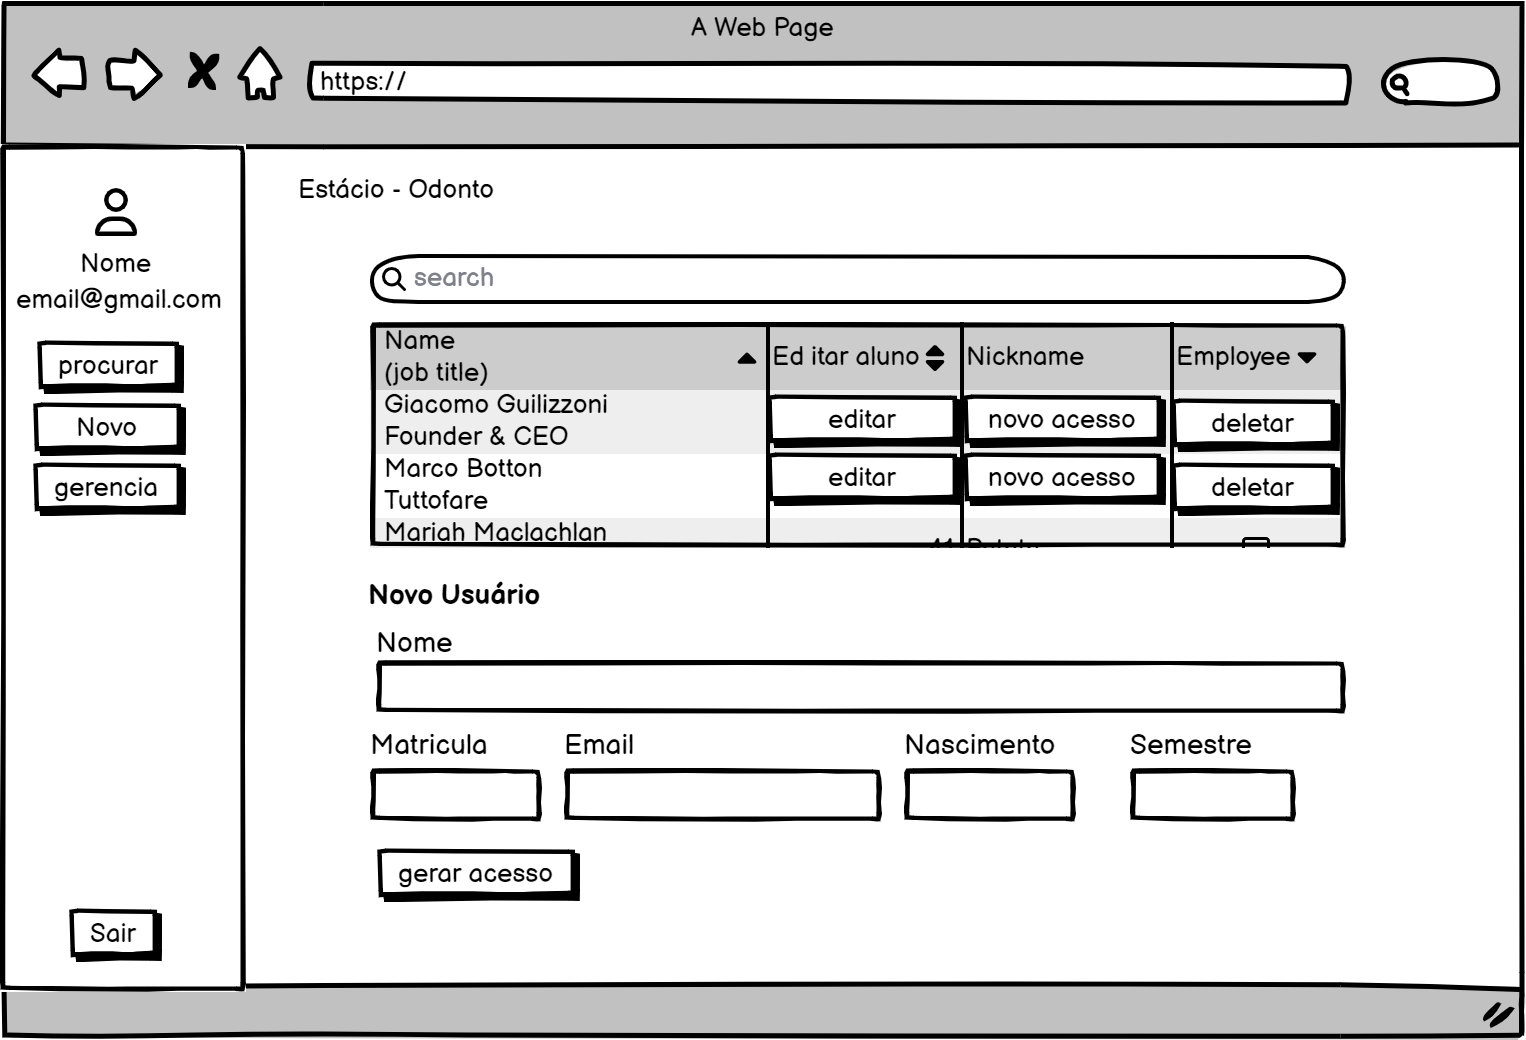 A Web Page
https://
Estácio - Odonto
Nome
email@gmail.com
procurar
Novo
gerencia
Sair
search
Name
(job title)
Ed itar aluno
Nickname
Employee
Giacomo Guilizzoni
Founder & CEO
editar
novo acesso
deletar
Marco Botton
Tuttofare
editar
novo acesso
deletar
Mariah Maclachlan
Novo Usuário
Nome
Matricula
Email
Nascimento
Semestre
gerar acesso